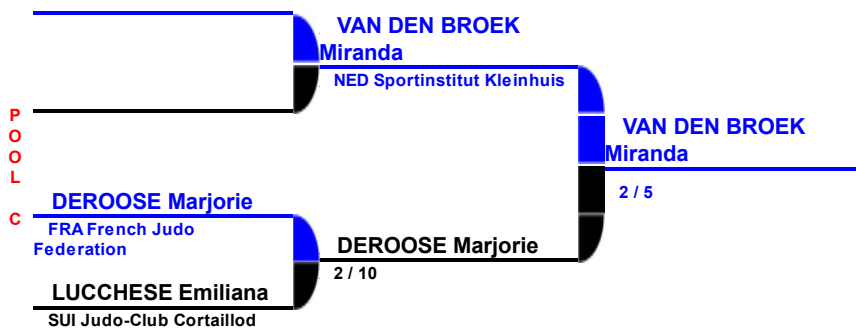 VAN DEN BROEK
Miranda
NED Sportinstitut Kleinhuis
POOL C
VAN DEN BROEK
Miranda
2 / 5
DEROOSE Marjorie
FRA French Judo
Federation
DEROOSE Marjorie
2 / 10
LUCCHESE Emiliana
SUI Judo-Club Cortaillod